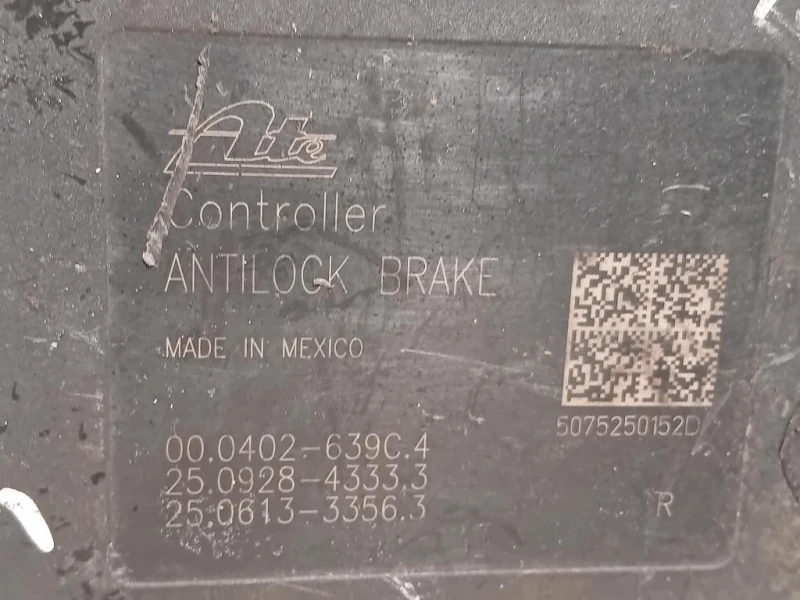 Ate
Controller
ANTILOCK BRAKE
MADE IN MEXICO
5075250152D
00.0402-639C.4
25.0928-4333.3
25.0613-3356.3
R